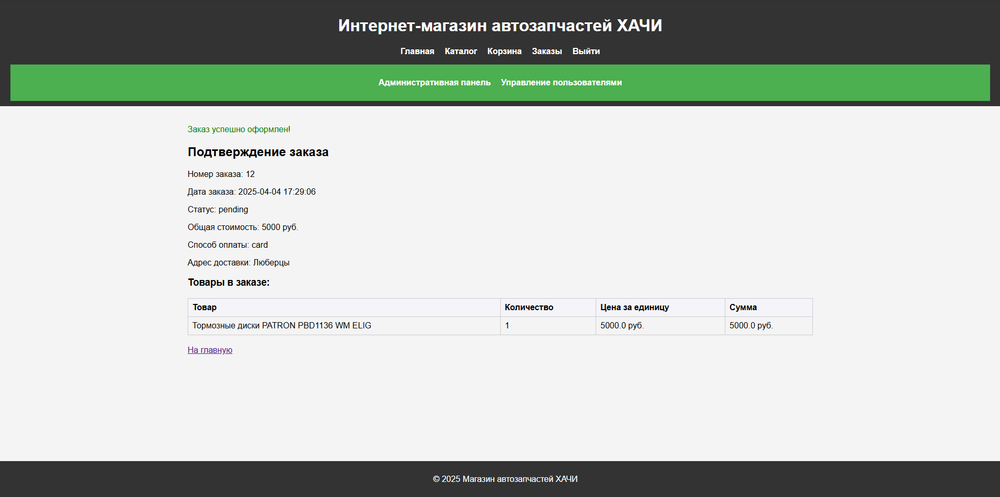 Интернет-магазин автозапчастей ХАЧИ
Главная Каталог Корзина Заказы Выйти
Административная панель Управление пользователями
Заказ успешно оформлен!
Подтверждение заказа
Номер заказа: 12
Дата заказа: 2025-04-04 17:29:06
Статус: pending
Общая стоимость: 5000 руб.
Способ оплаты: card
Адрес доставки: Люберцы
Товары в заказе:
Товар Количество Цена за единицу Сумма
Тормозные диски PATRON PBD1136 WM ELIG 1 5000.0 руб. 5000.0 руб.
На главную
© 2025 Магазин автозапчастей ХАЧИ